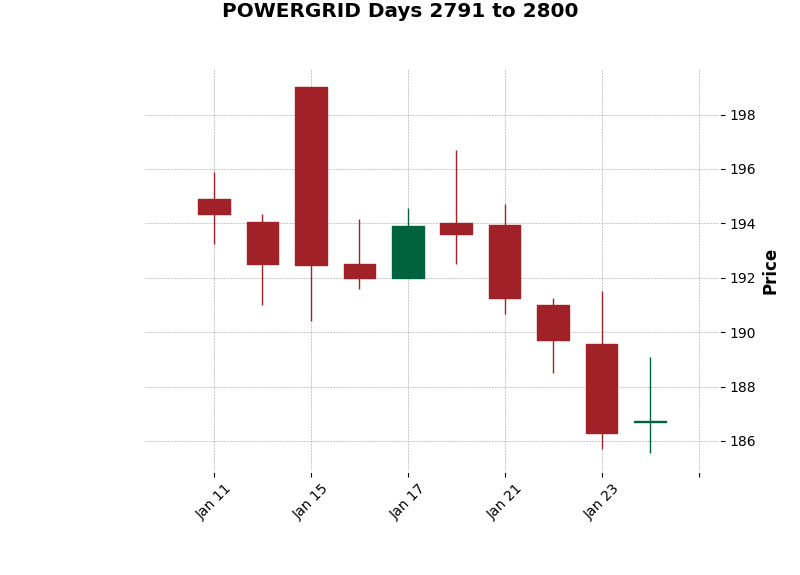 POWERGRID Days 2791 to 2800
198
196
194
192
190
188
186
Price
Jan 11
Jan 15
Jan 17
Jan 21
Jan 23